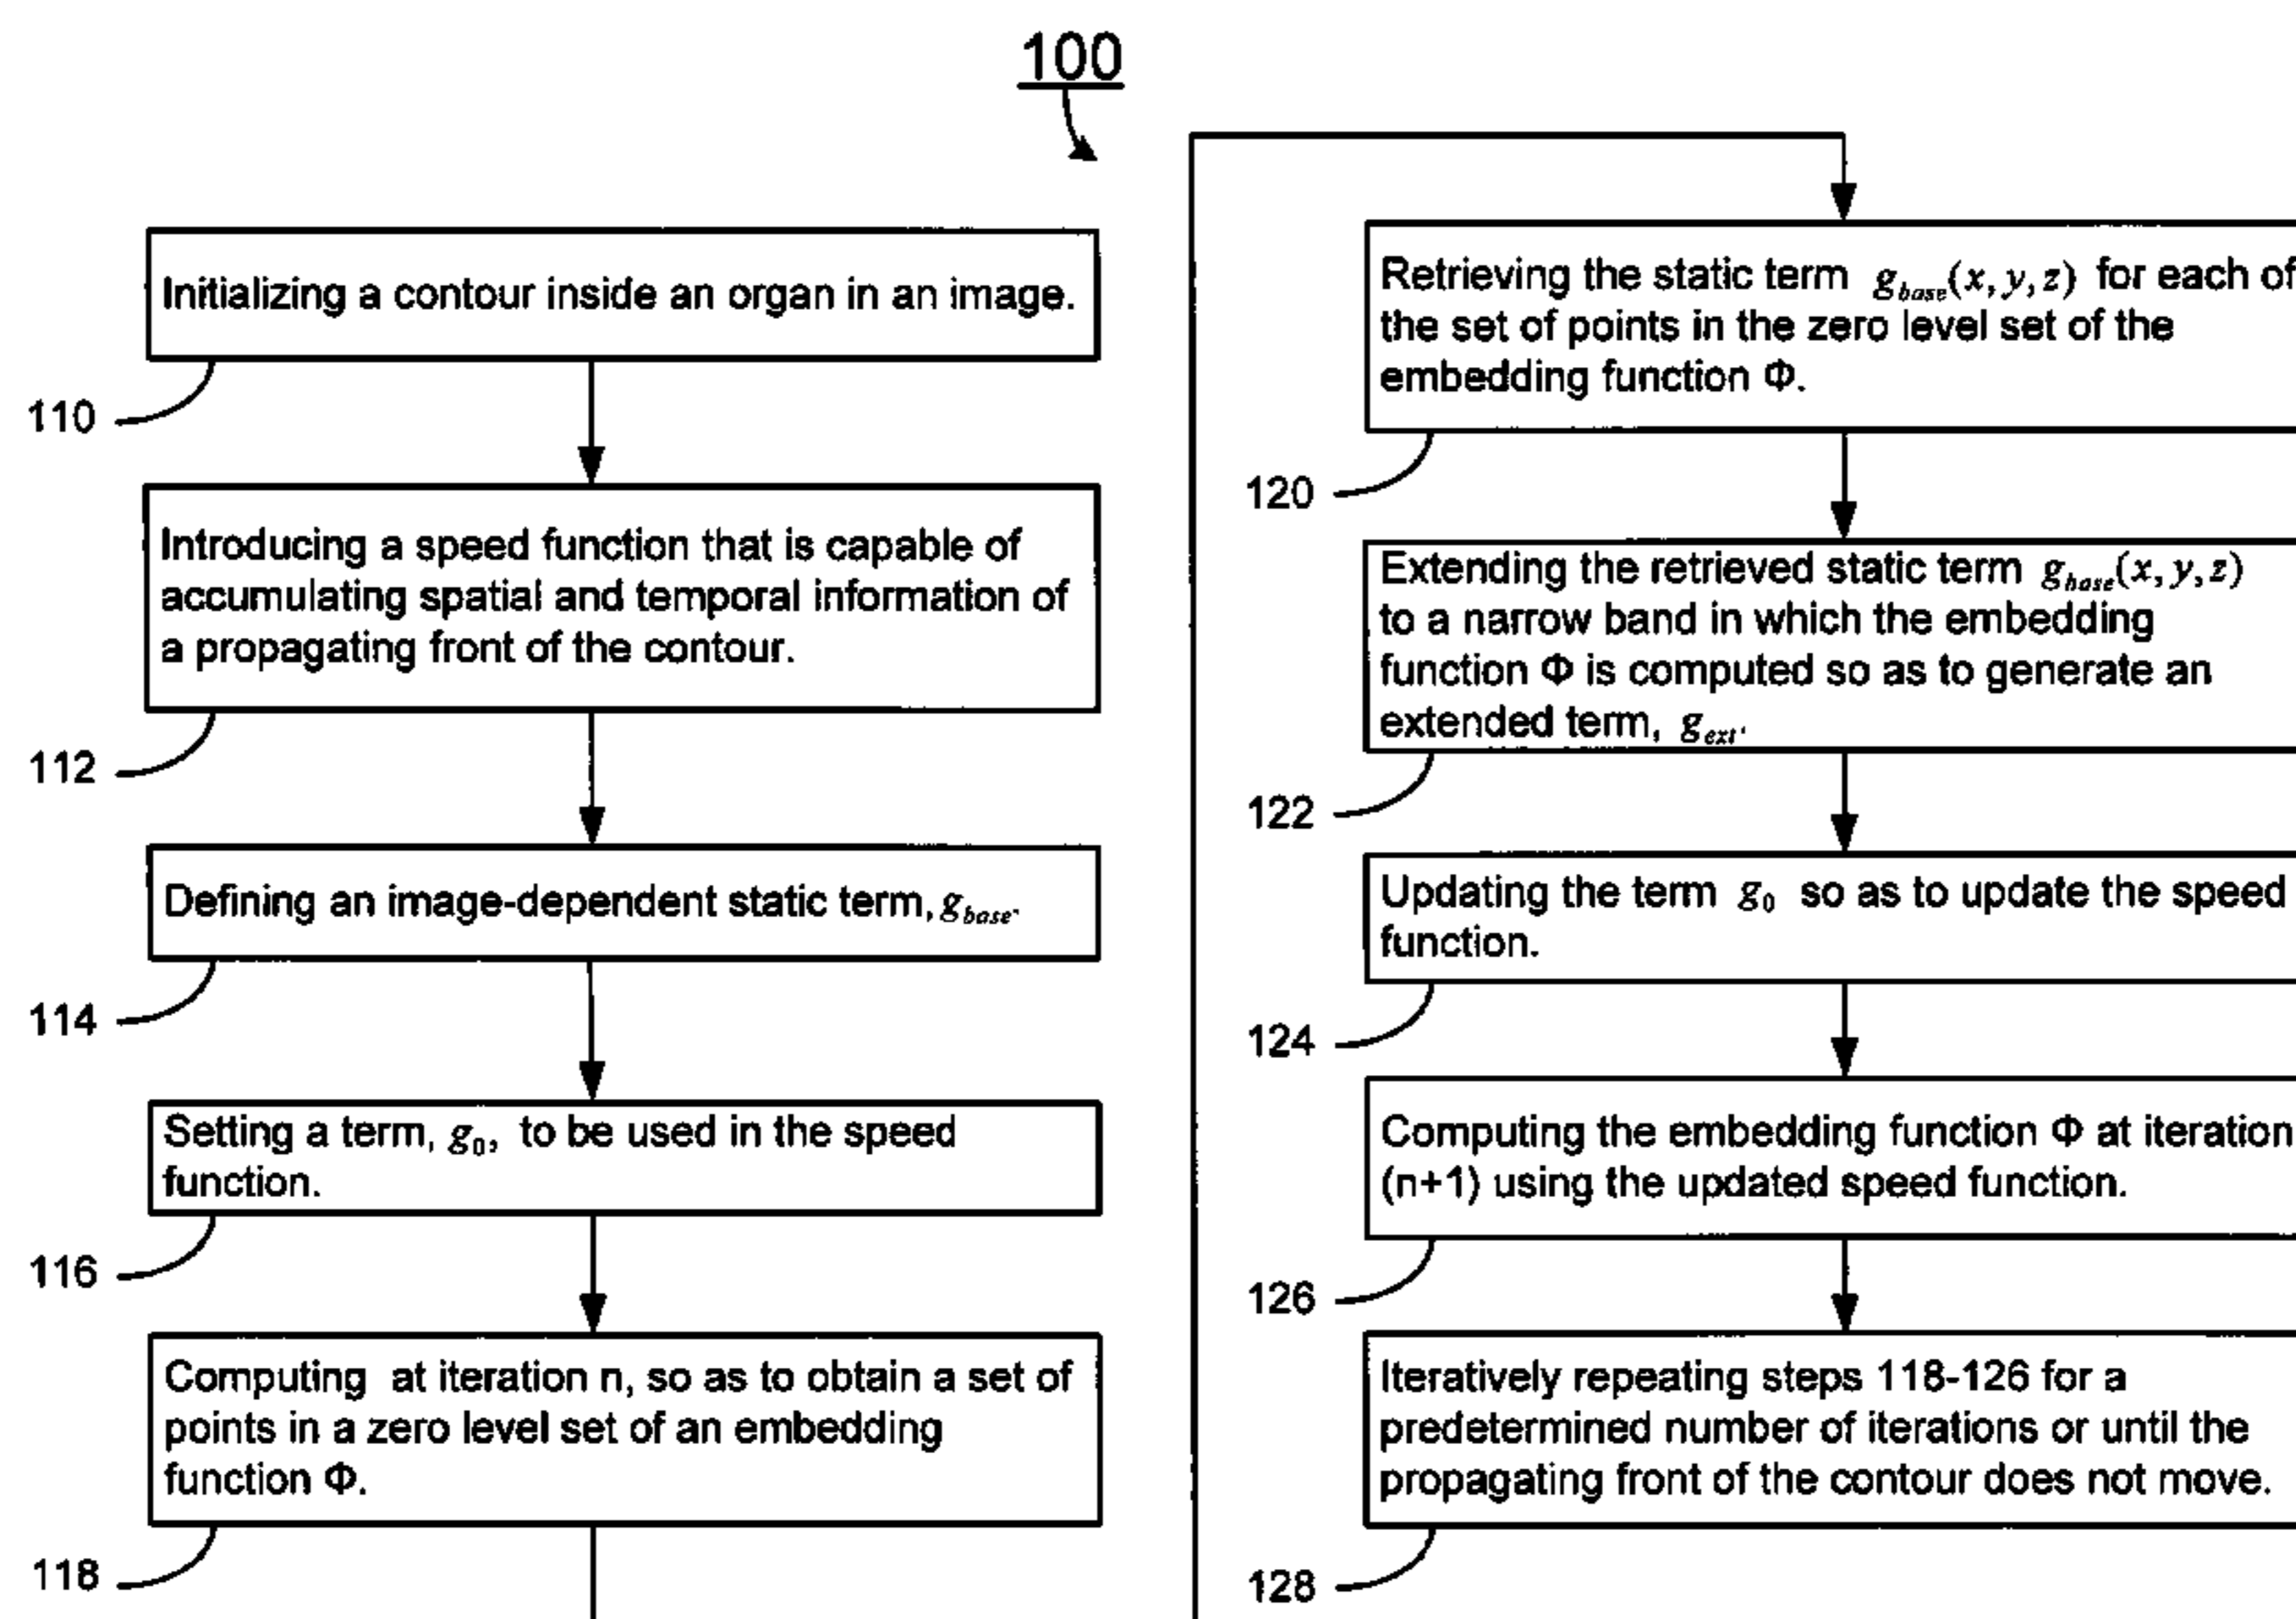 100
Initializing a contour inside an organ in an image.
110
Introducing a speed function that is capable of
accumulating spatial and temporal information of
a propagating front of the contour.
112
Defining an image-dependent static term, g_base.
114
Setting a term, g_0, to be used in the speed
function.
116
Computing at iteration n, so as to obtain a set of
points in a zero level set of an embedding
function Φ.
118
Retrieving the static term g_base(x, y, z) for each of
the set of points in the zero level set of the
embedding function Φ.
120
Extending the retrieved static term g_base(x, y, z)
to a narrow band in which the embedding
function Φ is computed so as to generate an
extended term, g_ext.
122
Updating the term g_0 so as to update the speed
function.
124
Computing the embedding function Φ at iteration
(n+1) using the updated speed function.
126
Iteratively repeating steps 118-126 for a
predetermined number of iterations or until the
propagating front of the contour does not move.
128